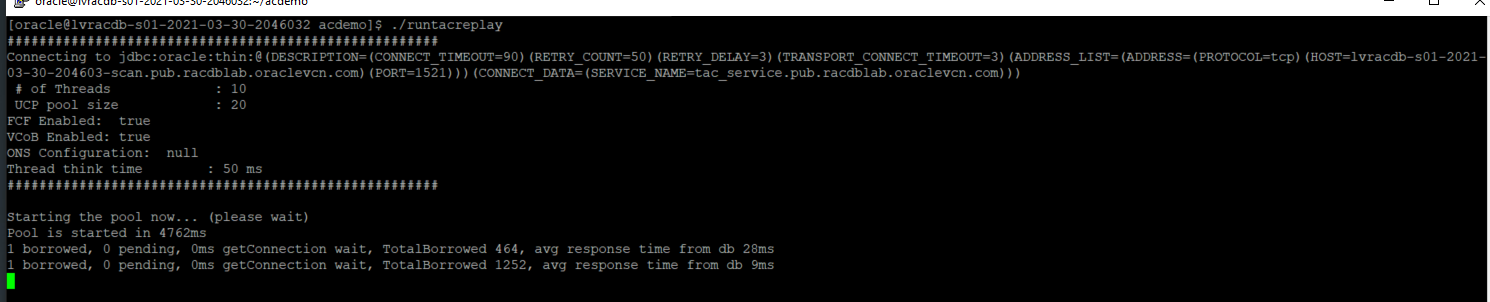 oracle@lvracdb-s01-2021-03-30-2046032:~/acdemo
[oracle@lvracdb-s01-2021-03-30-2046032 acdemo]$ ./runtacreplay
######################################################
Connecting to jdbc:oracle:thin:@(DESCRIPTION=(CONNECT_TIMEOUT=90)(RETRY_COUNT=50)(RETRY_DELAY=3)(TRANSPORT_CONNECT_TIMEOUT=3)(ADDRESS_LIST=(ADDRESS=(PROTOCOL=tcp)(HOST=lvracdb-s01-2021-
03-30-204603-scan.pub.racdblab.oraclevcn.com)(PORT=1521)))(CONNECT_DATA=(SERVICE_NAME=tac_service.pub.racdblab.oraclevcn.com)))
# of Threads : 10
UCP pool size : 20
FCF Enabled: true
VCoB Enabled: true
ONS Configuration: null
Thread think time : 50 ms
######################################################
Starting the pool now... (please wait)
Pool is started in 4762ms
1 borrowed, 0 pending, 0ms getConnection wait, TotalBorrowed 464, avg response time from db 28ms
1 borrowed, 0 pending, 0ms getConnection wait, TotalBorrowed 1252, avg response time from db 9ms